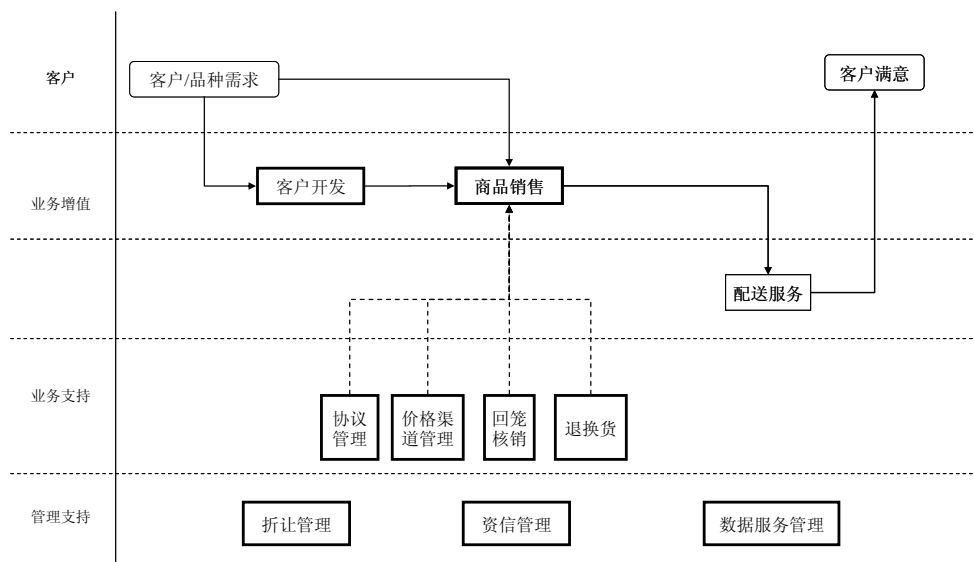 客户
客户/品种需求
客户满意
业务增值
客户开发
商品销售
配送服务
业务支持
协议
管理
价格渠
道管理
回笼
核销
退换货
管理支持
折让管理
资信管理
数据服务管理